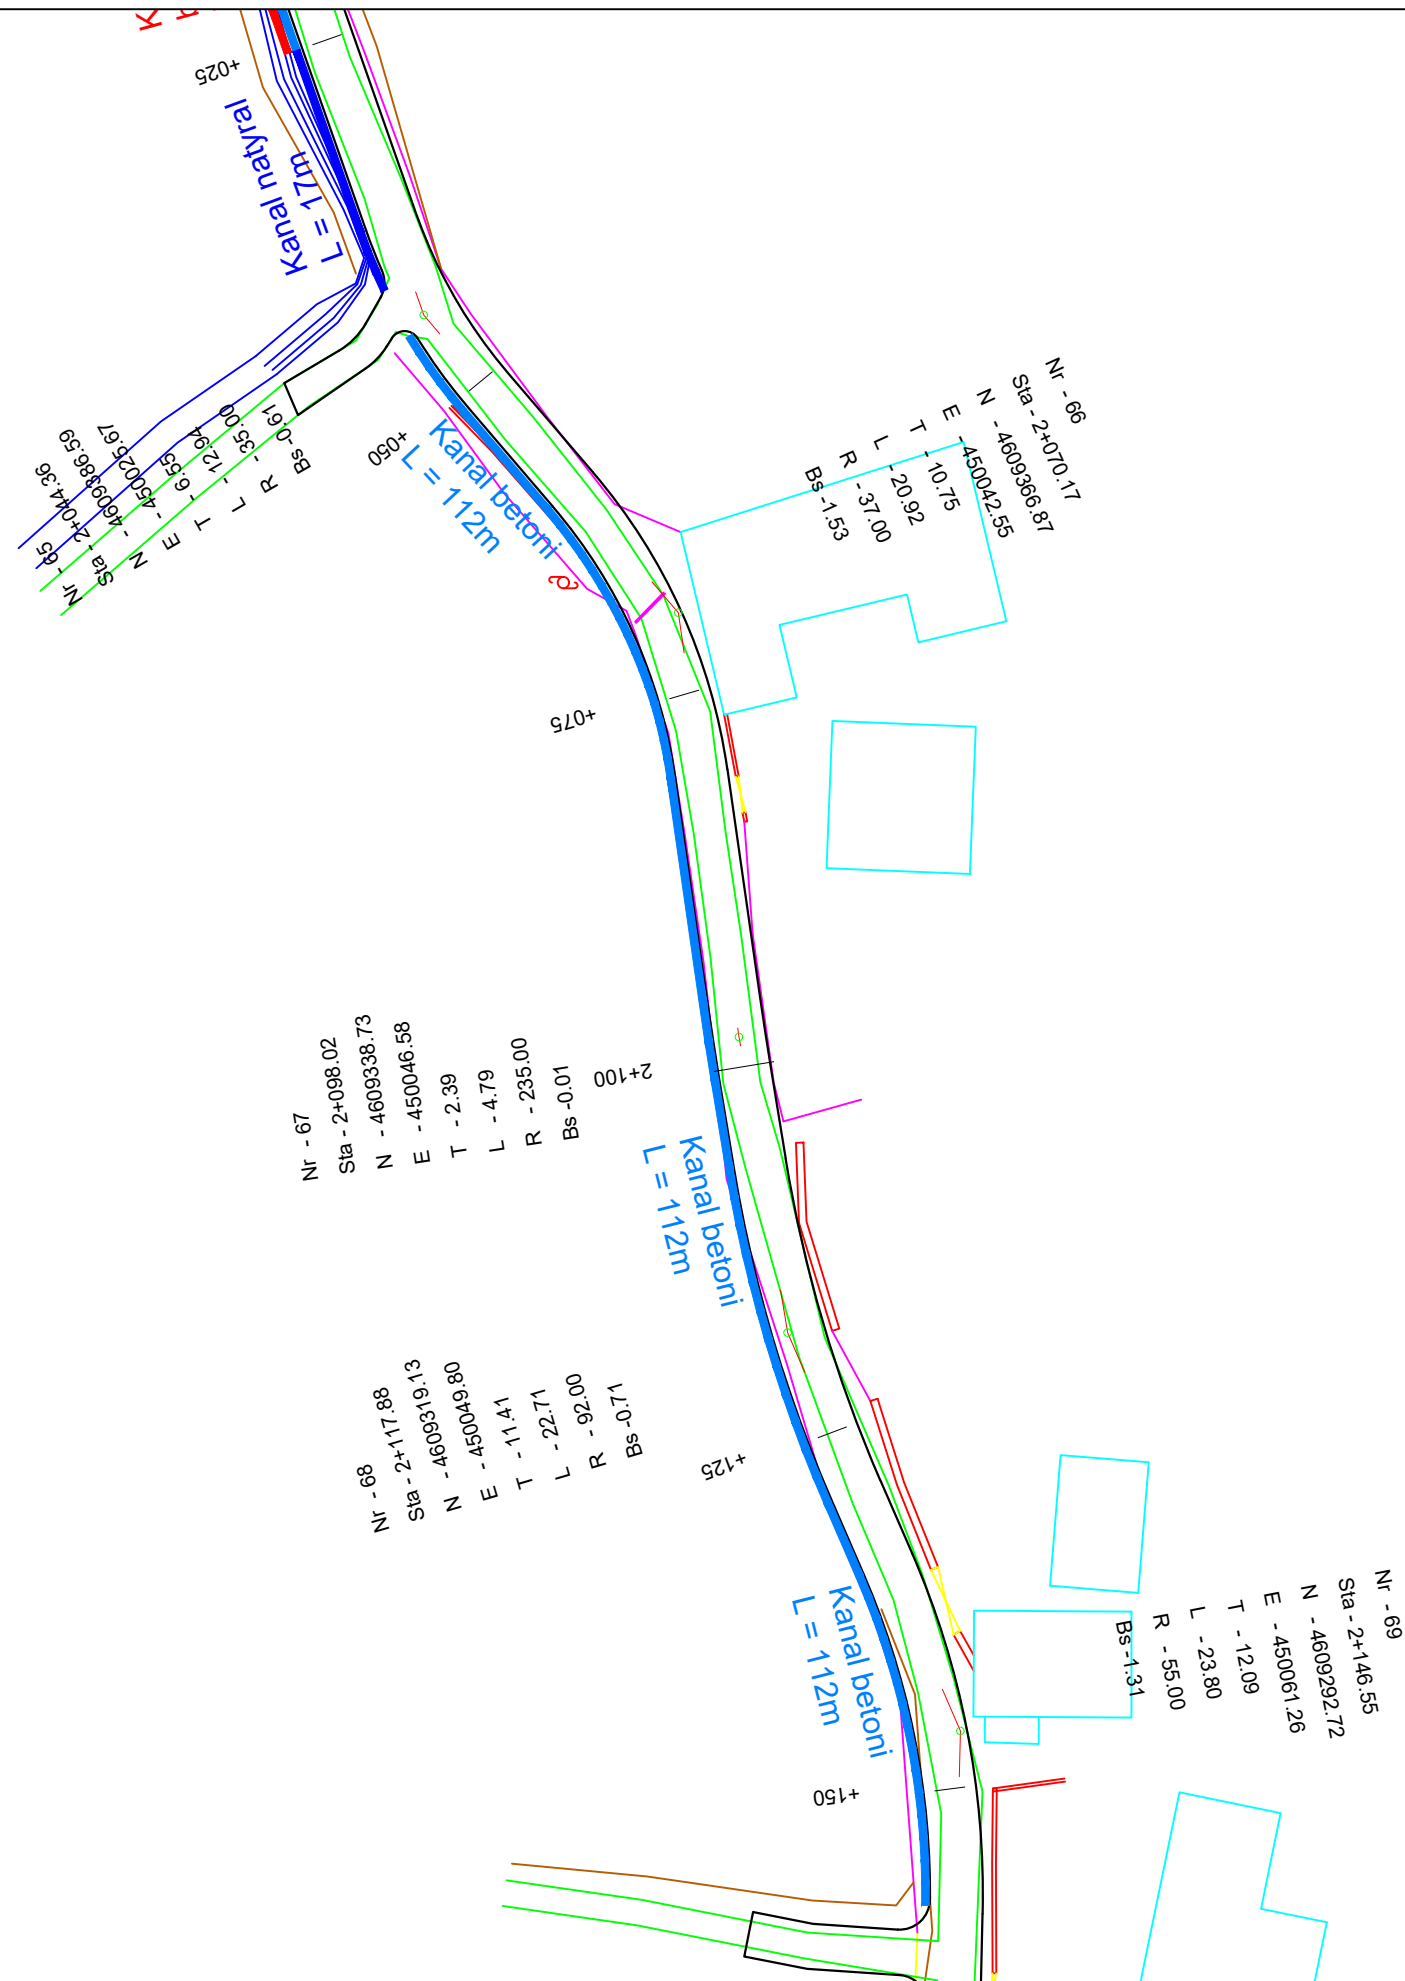 +025
Kanal natyral
L = 17m
Nr - 65
Sta - 2+044.36
N - 4609386.59
E - 450025.67
T - 6.55
L - 12.94
R - 35.00
Bs-0.61
+050
Kanal betoni
L = 112m
Nr - 66
Sta - 2+070.17
N - 4609366.87
E - 450042.55
T - 10.75
L - 20.92
R - 37.00
Bs-1.53
+075
Nr - 67
Sta - 2+098.02
N - 4609338.73
E - 450046.58
T - 2.39
L - 4.79
R - 235.00
Bs -0.01
2+100
Kanal betoni
L = 112m
Nr - 68
Sta - 2+117.88
N - 4609319.13
E - 450049.80
T - 11.41
L - 22.71
R - 92.00
Bs-0.71
+125
Kanal betoni
L = 112m
Nr - 69
Sta - 2+146.55
N - 4609292.72
E - 450061.26
T - 12.09
L - 23.80
R - 55.00
Bs-1.31
+150